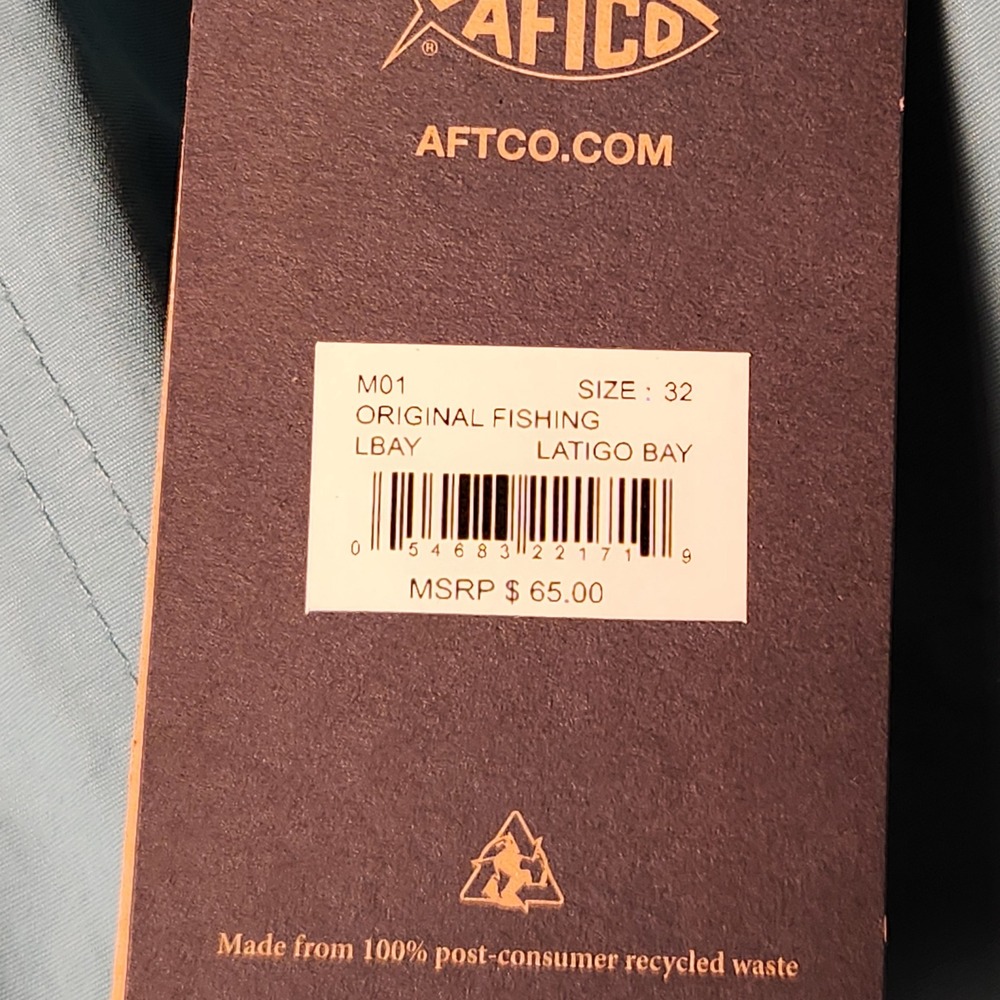 AFTCO
®
AFTCO.COM
M01 SIZE : 32
ORIGINAL FISHING
LBAY LATIGO BAY
0 54683 22171 9
MSRP $ 65.00
Made from 100% post-consumer recycled waste